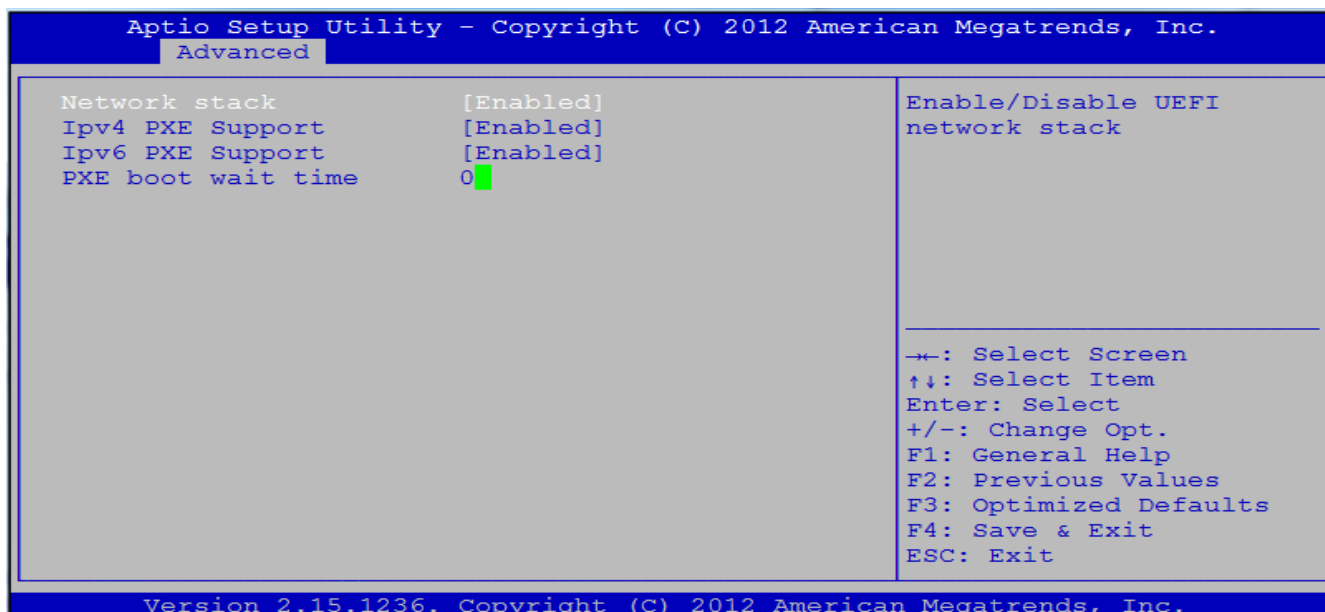 Aptio Setup Utility – Copyright (C) 2012 American Megatrends, Inc.
Advanced
Network stack [Enabled]
Ipv4 PXE Support [Enabled]
Ipv6 PXE Support [Enabled]
PXE boot wait time 0
Enable/Disable UEFI
network stack
→←: Select Screen
↑↓: Select Item
Enter: Select
+/-: Change Opt.
F1: General Help
F2: Previous Values
F3: Optimized Defaults
F4: Save & Exit
ESC: Exit
Version 2.15.1236. Copyright (C) 2012 American Megatrends, Inc.